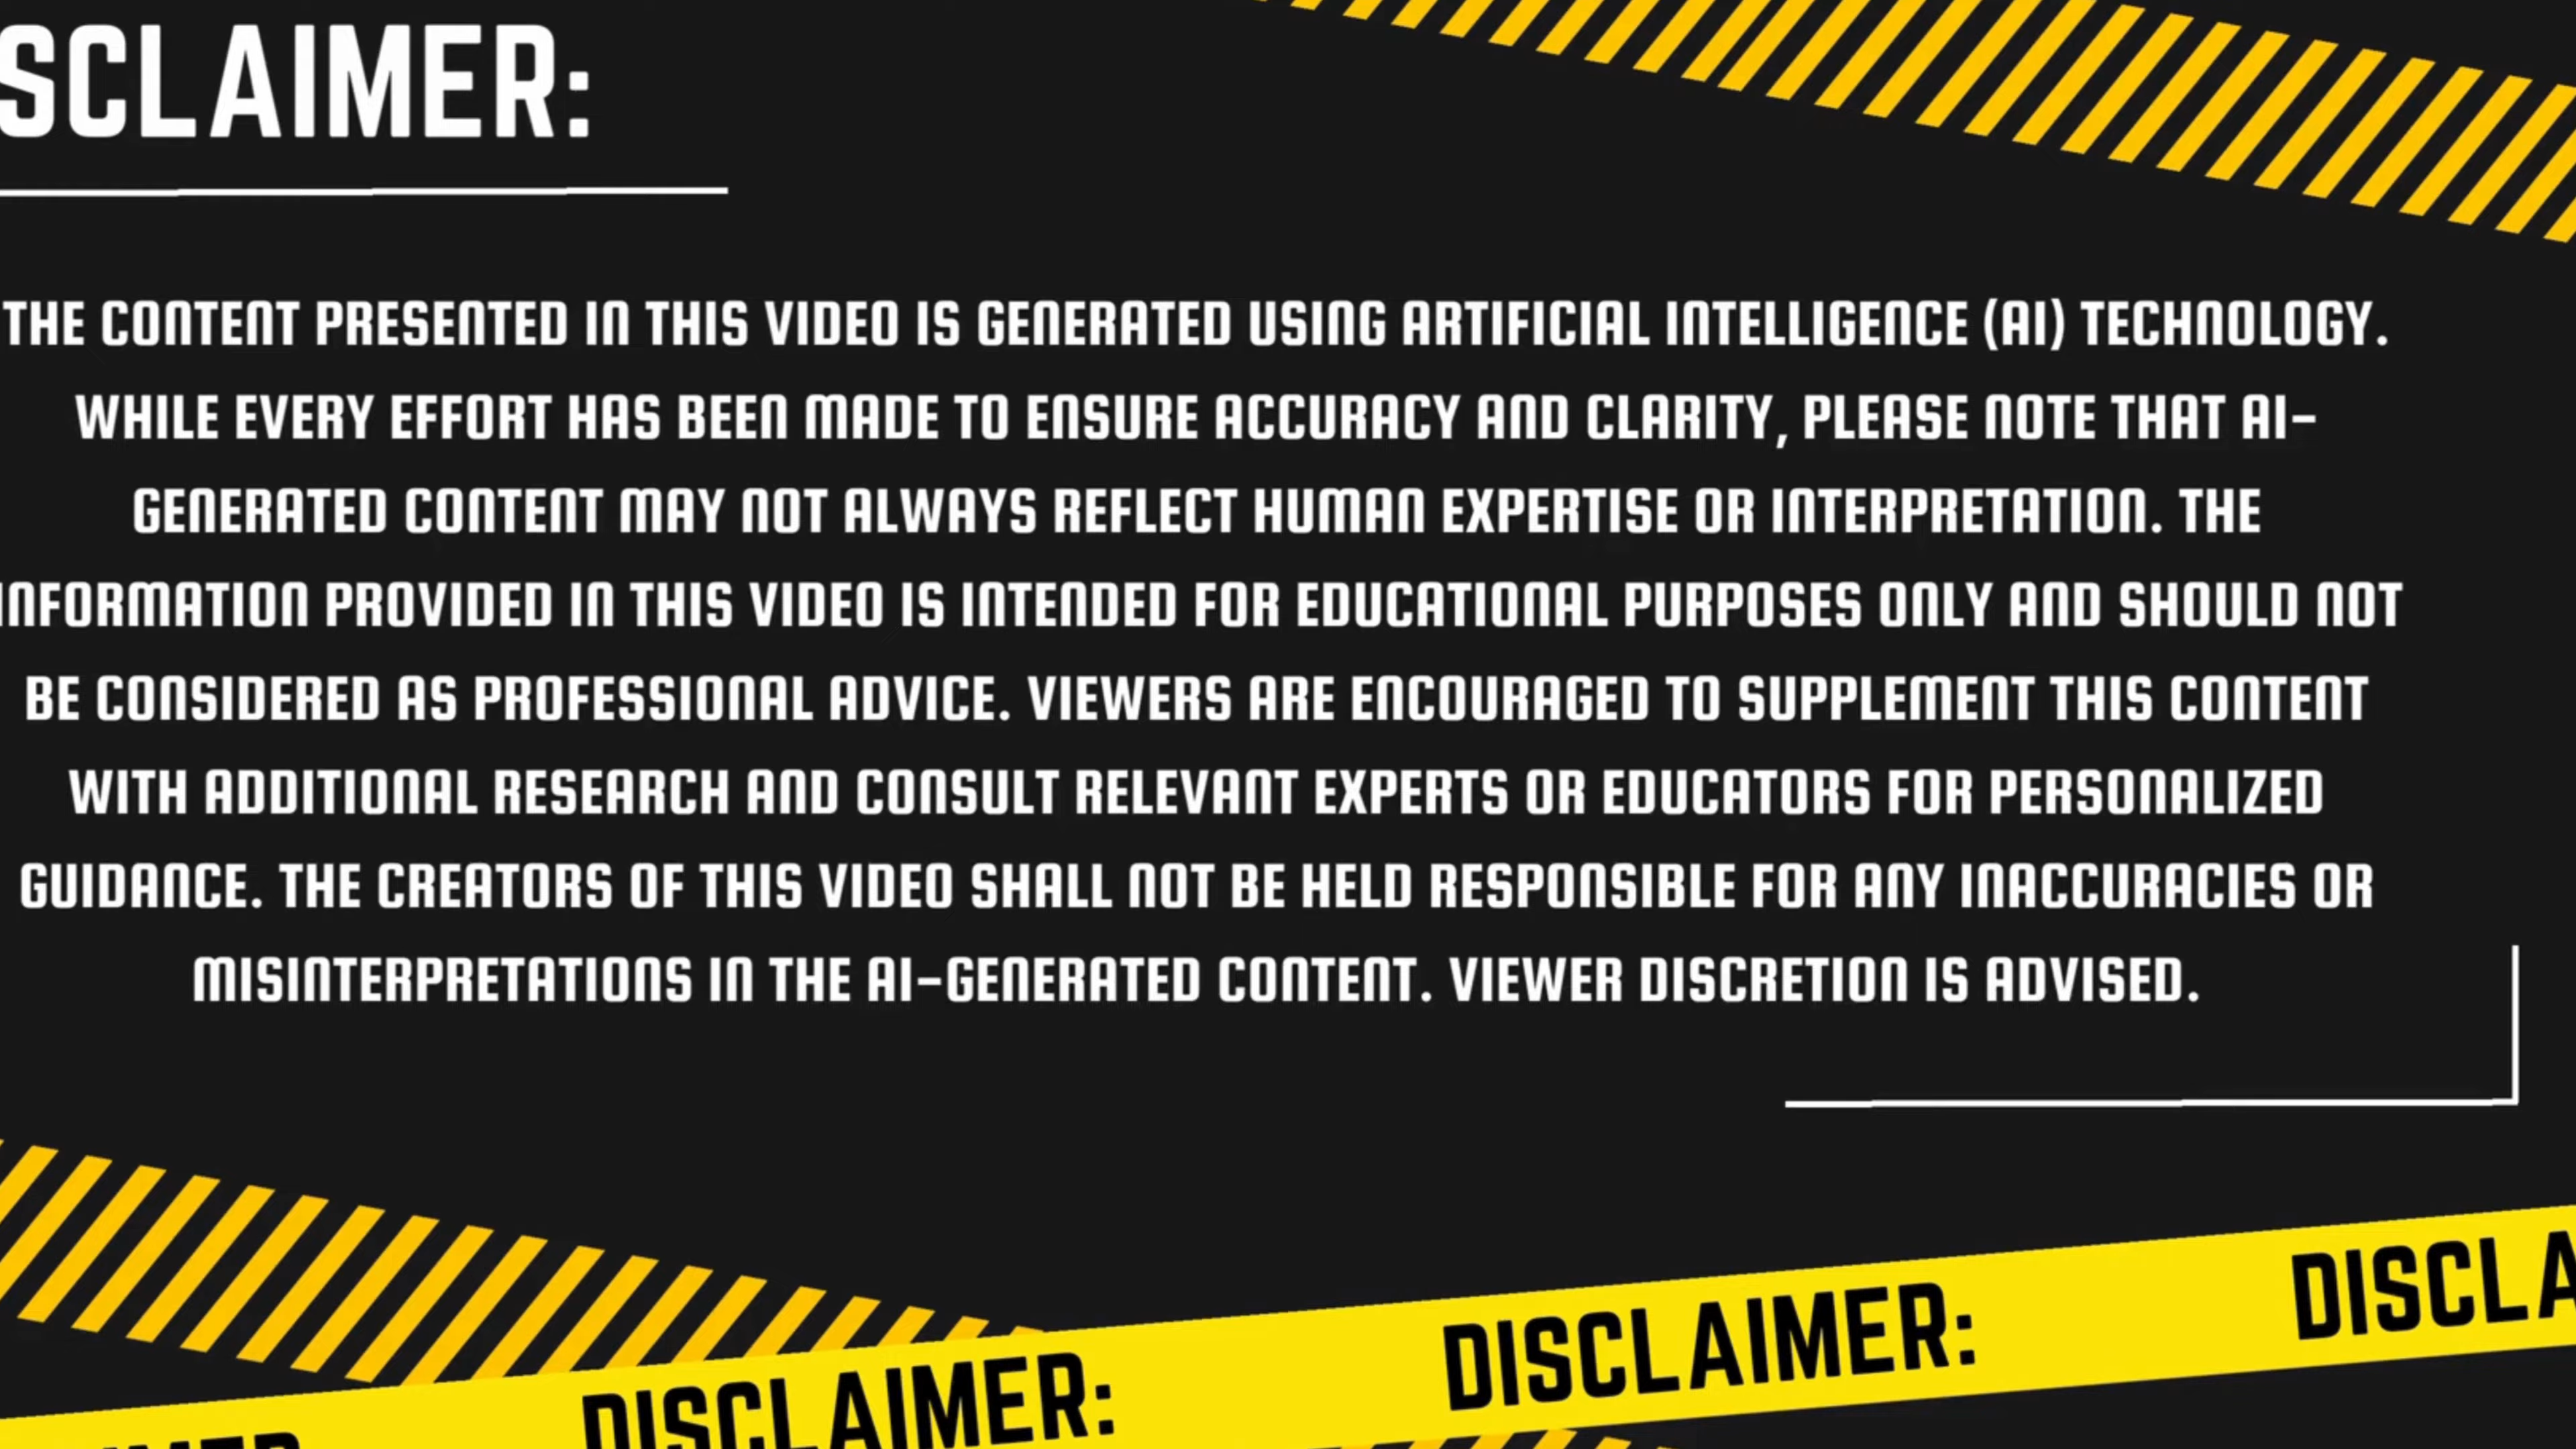 SCLAIMER:
THE CONTENT PRESENTED IN THIS VIDEO IS GENERATED USING ARTIFICIAL INTELLIGENCE (AI) TECHNOLOGY.
WHILE EVERY EFFORT HAS BEEN MADE TO ENSURE ACCURACY AND CLARITY, PLEASE NOTE THAT AI-
GENERATED CONTENT MAY NOT ALWAYS REFLECT HUMAN EXPERTISE OR INTERPRETATION. THE
INFORMATION PROVIDED IN THIS VIDEO IS INTENDED FOR EDUCATIONAL PURPOSES ONLY AND SHOULD NOT
BE CONSIDERED AS PROFESSIONAL ADVICE. VIEWERS ARE ENCOURAGED TO SUPPLEMENT THIS CONTENT
WITH ADDITIONAL RESEARCH AND CONSULT RELEVANT EXPERTS OR EDUCATORS FOR PERSONALIZED
GUIDANCE. THE CREATORS OF THIS VIDEO SHALL NOT BE HELD RESPONSIBLE FOR ANY INACCURACIES OR
MISINTERPRETATIONS IN THE AI-GENERATED CONTENT. VIEWER DISCRETION IS ADVISED.
DISCLAIMER: DISCLAIMER: DISCLA